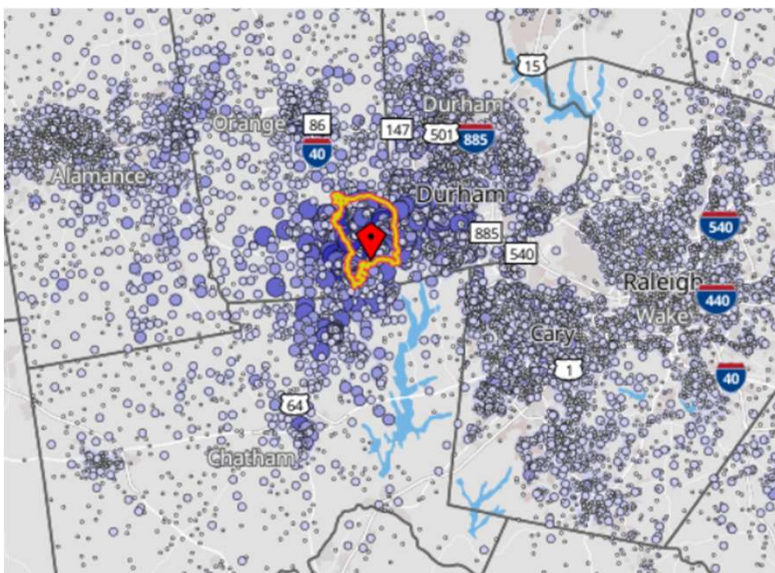 15
Durham
Orange
86
147
501
885
40
Alamance
Durham
885
540
540
Raleigh
440
Wake
Cary
1
40
64
Chatham